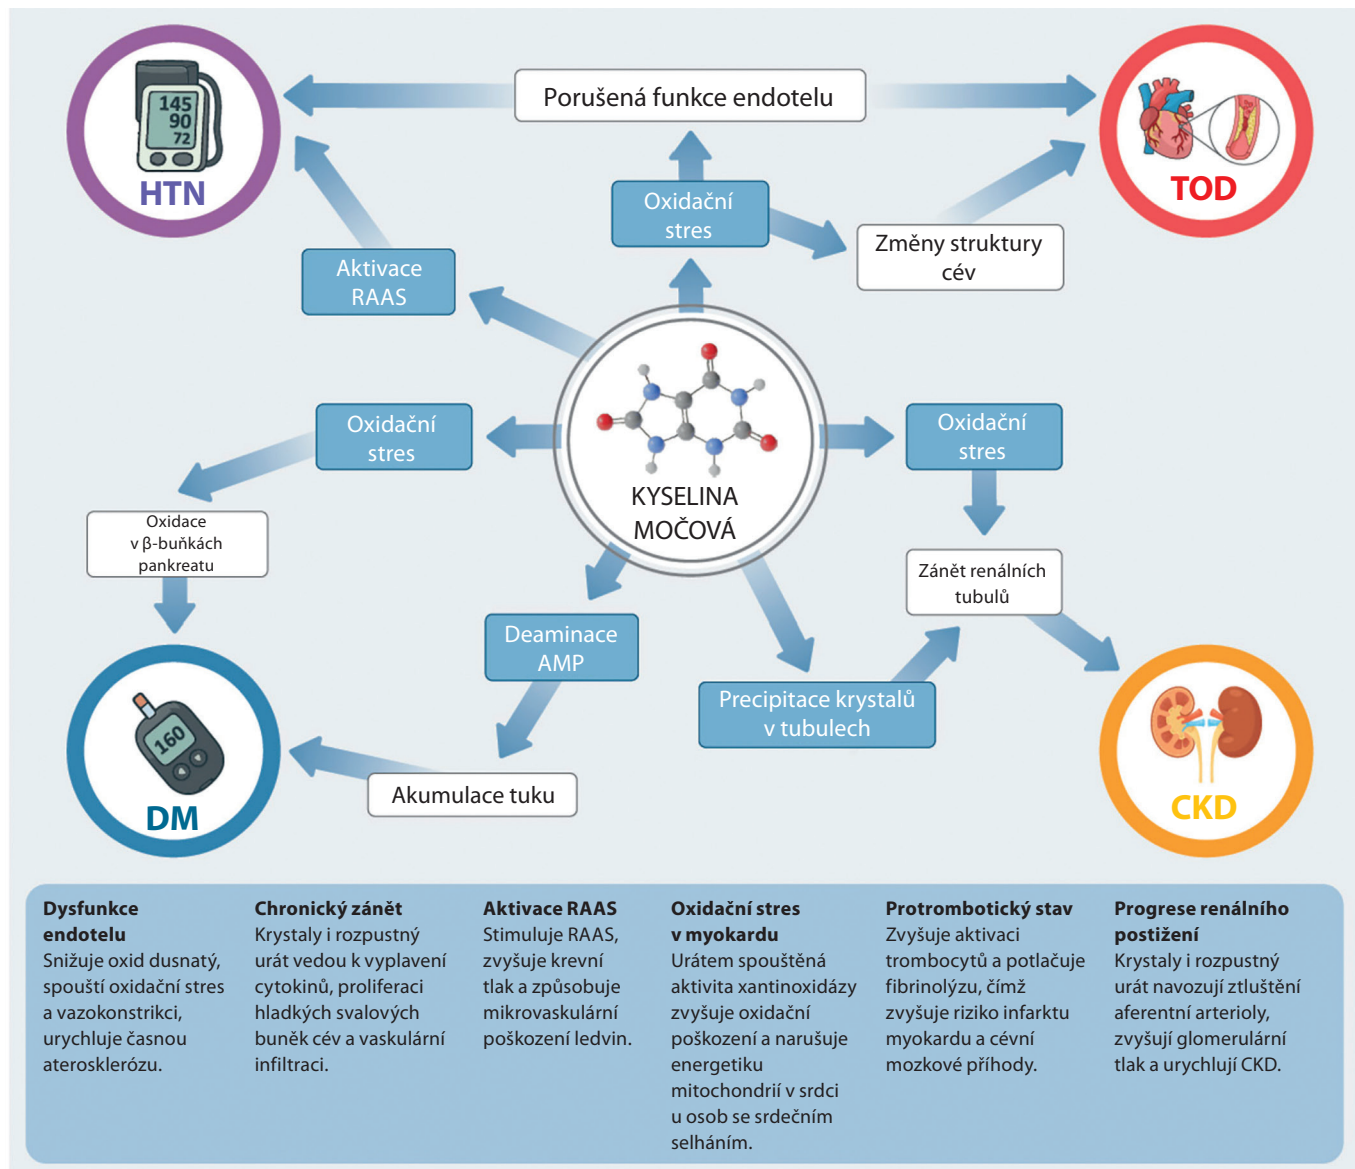 145
90
72
HTN
Porušená funkce endotelu
TOD
Oxidační
stres
Změny struktury
cév
Aktivace
RAAS
Oxidační
stres
Oxidační
stres
KYSELINA
MOČOVÁ
Oxidace
v β-buňkách
pankreatu
Zánět renálních
tubulů
Deaminace
AMP
Precipitace krystalů
v tubulech
160
DM
Akumulace tuku
CKD
Dysfunkce
endotelu
Snižuje oxid dusnatý,
spouští oxidační stres
a vazokonstrikci,
urychluje časnou
aterosklerózu.
Chronický zánět
Krystaly i rozpustný
urát vedou k vyplavení
cytokinů, proliferaci
hladkých svalových
buněk cév a vaskulární
infiltraci.
Aktivace RAAS
Stimuluje RAAS,
zvyšuje krevní
tlak a způsobuje
mikrovaskulární
poškození ledvin.
Oxidační stres
v myokardu
Urátem spouštěná
aktivita xantinoxidázy
zvyšuje oxidační
poškození a narušuje
energetiku
mitochondrií v srdci
u osob se srdečním
selháním.
Protrombotický stav
Zvyšuje aktivaci
trombocytů a potlačuje
fibrinolýzu, čímž
zvyšuje riziko infarktu
myokardu a cévní
mozkové příhody.
Progrese renálního
postižení
Krystaly i rozpustný
urát navozují ztluštění
aferentní arterioly,
zvyšují glomerulární
tlak a urychlují CKD.